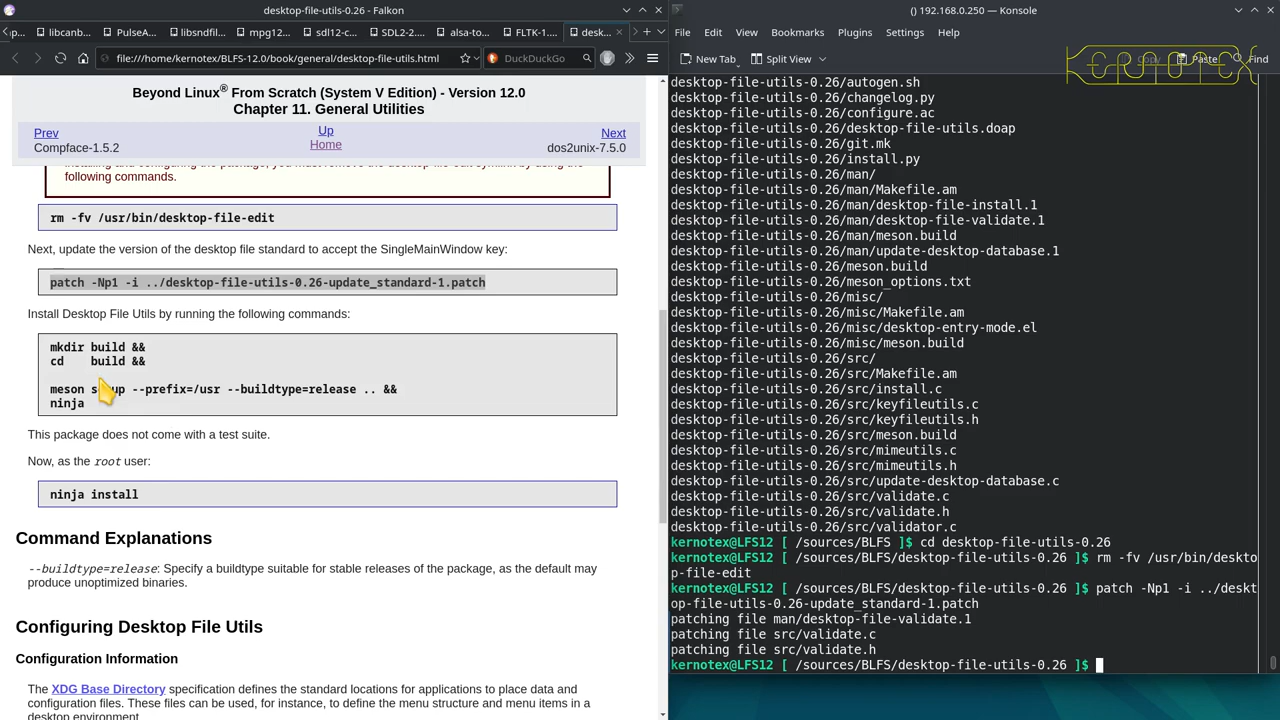 desktop-file-utils-0.26 - Falkon
libcanb...
PulseA...
libsndfil...
mpg12...
sdl12-c...
SDL2-2...
alsa-to...
FLTK-1....
desk...
file:///home/kernotex/BLFS-12.0/book/general/desktop-file-utils.html
DuckDuckGo
Beyond Linux® From Scratch (System V Edition) - Version 12.0
Chapter 11. General Utilities
Prev Up Next
Compface-1.5.2 Home dos2unix-7.5.0
following commands.
rm -fv /usr/bin/desktop-file-edit
Next, update the version of the desktop file standard to accept the SingleMainWindow key:
patch -Np1 -i ../desktop-file-utils-0.26-update_standard-1.patch
Install Desktop File Utils by running the following commands:
mkdir build &&
cd    build &&
meson setup --prefix=/usr --buildtype=release .. &&
ninja
This package does not come with a test suite.
Now, as the root user:
ninja install
Command Explanations
--buildtype=release: Specify a buildtype suitable for stable releases of the package, as the default may
produce unoptimized binaries.
Configuring Desktop File Utils
Configuration Information
The XDG Base Directory specification defines the standard locations for applications to place data and
configuration files. These files can be used, for instance, to define the menu structure and menu items in a
desktop environment.
() 192.168.0.250 — Konsole
File Edit View Bookmarks Plugins Settings Help
New Tab Split View Copy Paste Find
KERNOTEX
desktop-file-utils-0.26/autogen.sh
desktop-file-utils-0.26/changelog.py
desktop-file-utils-0.26/configure.ac
desktop-file-utils-0.26/desktop-file-utils.doap
desktop-file-utils-0.26/git.mk
desktop-file-utils-0.26/install.py
desktop-file-utils-0.26/man/
desktop-file-utils-0.26/man/Makefile.am
desktop-file-utils-0.26/man/desktop-file-install.1
desktop-file-utils-0.26/man/desktop-file-validate.1
desktop-file-utils-0.26/man/meson.build
desktop-file-utils-0.26/man/update-desktop-database.1
desktop-file-utils-0.26/meson.build
desktop-file-utils-0.26/meson_options.txt
desktop-file-utils-0.26/misc/
desktop-file-utils-0.26/misc/Makefile.am
desktop-file-utils-0.26/misc/desktop-entry-mode.el
desktop-file-utils-0.26/misc/meson.build
desktop-file-utils-0.26/src/
desktop-file-utils-0.26/src/Makefile.am
desktop-file-utils-0.26/src/install.c
desktop-file-utils-0.26/src/keyfileutils.c
desktop-file-utils-0.26/src/keyfileutils.h
desktop-file-utils-0.26/src/meson.build
desktop-file-utils-0.26/src/mimeutils.c
desktop-file-utils-0.26/src/mimeutils.h
desktop-file-utils-0.26/src/update-desktop-database.c
desktop-file-utils-0.26/src/validate.c
desktop-file-utils-0.26/src/validate.h
desktop-file-utils-0.26/src/validator.c
kernotex@LFS12 [ /sources/BLFS ]$ cd desktop-file-utils-0.26
kernotex@LFS12 [ /sources/BLFS/desktop-file-utils-0.26 ]$ rm -fv /usr/bin/deskto
p-file-edit
kernotex@LFS12 [ /sources/BLFS/desktop-file-utils-0.26 ]$ patch -Np1 -i ../deskt
op-file-utils-0.26-update_standard-1.patch
patching file man/desktop-file-validate.1
patching file src/validate.c
patching file src/validate.h
kernotex@LFS12 [ /sources/BLFS/desktop-file-utils-0.26 ]$